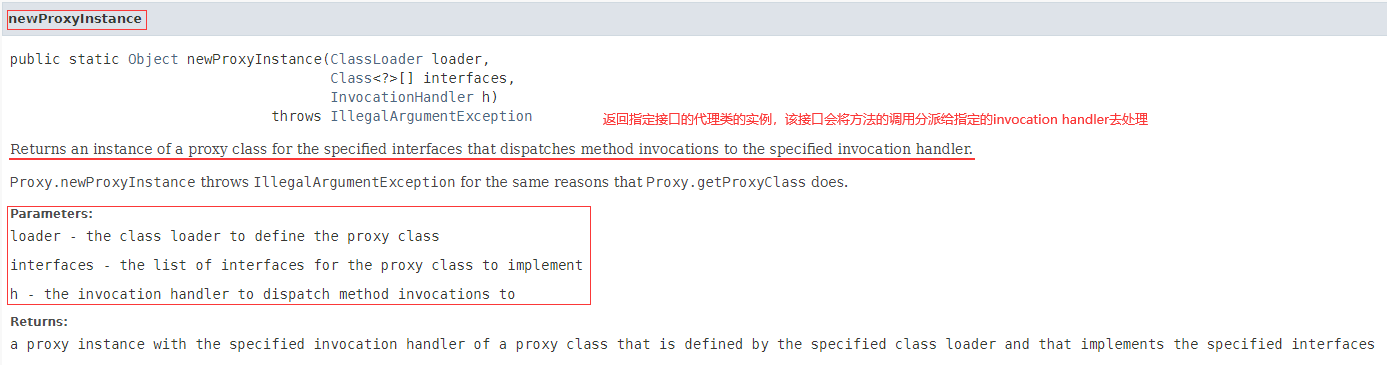 newProxyInstance
public static Object newProxyInstance(ClassLoader loader,
Class<?>[] interfaces,
InvocationHandler h)
throws IllegalArgumentException
返回指定接口的代理类的实例，该接口会将方法的调用分派给指定的invocation handler去处理
Returns an instance of a proxy class for the specified interfaces that dispatches method invocations to the specified invocation handler.
Proxy.newProxyInstance throws IllegalArgumentException for the same reasons that Proxy.getProxyClass does.
Parameters:
loader - the class loader to define the proxy class
interfaces - the list of interfaces for the proxy class to implement
h - the invocation handler to dispatch method invocations to
Returns:
a proxy instance with the specified invocation handler of a proxy class that is defined by the specified class loader and that implements the specified interfaces